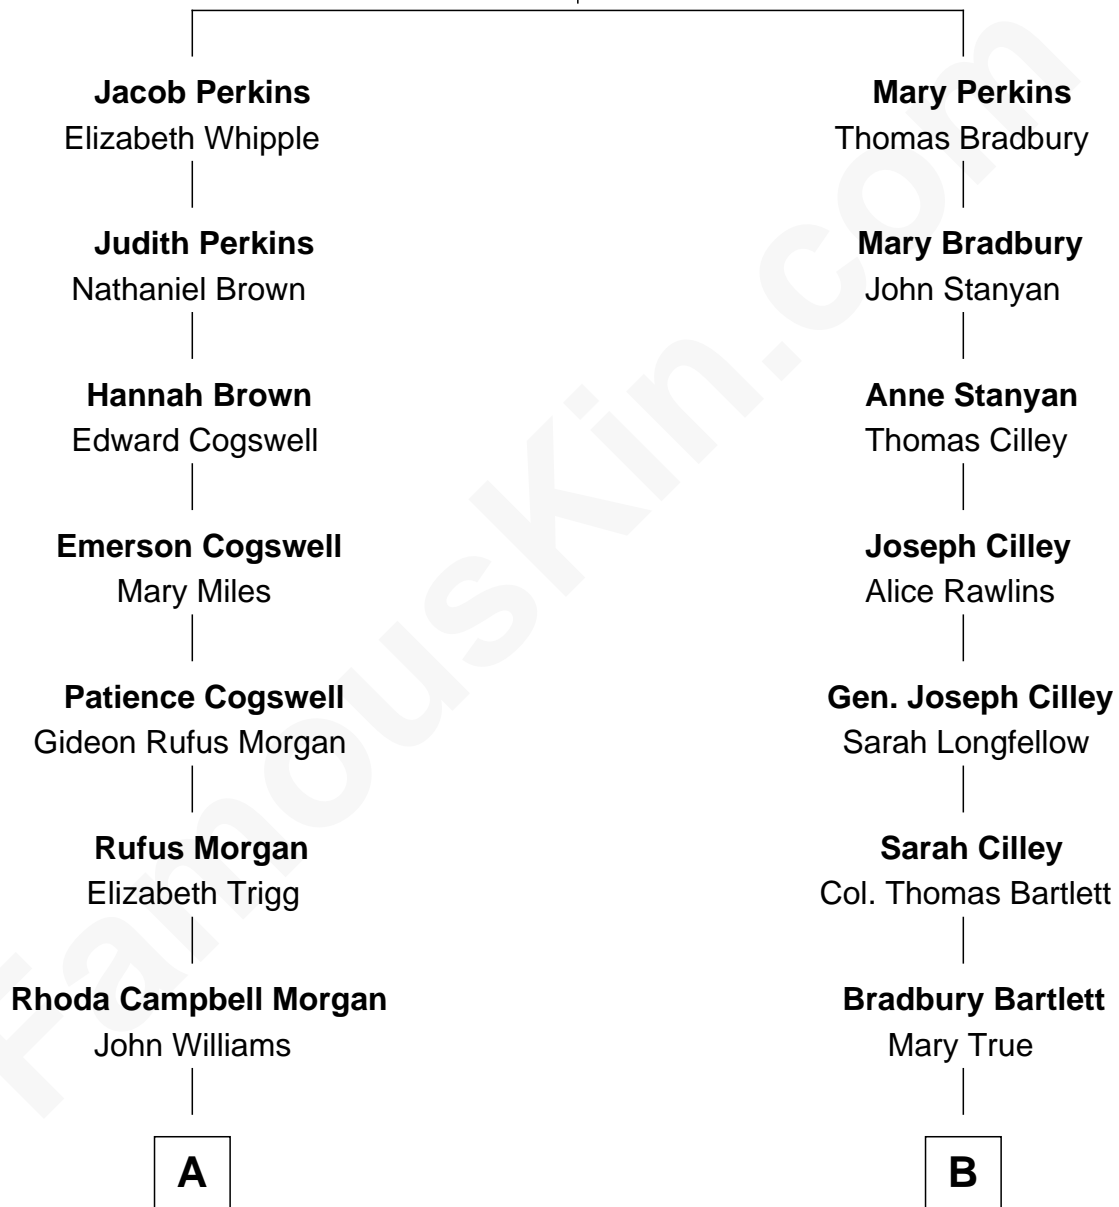 Jacob Perkins
Elizabeth Whipple
Judith Perkins
Nathaniel Brown
Hannah Brown
Edward Cogswell
Emerson Cogswell
Mary Miles
Patience Cogswell
Gideon Rufus Morgan
Rufus Morgan
Elizabeth Trigg
Rhoda Campbell Morgan
John Williams
A
Mary Perkins
Thomas Bradbury
Mary Bradbury
John Stanyan
Anne Stanyan
Thomas Cilley
Joseph Cilley
Alice Rawlins
Gen. Joseph Cilley
Sarah Longfellow
Sarah Cilley
Col. Thomas Bartlett
Bradbury Bartlett
Mary True
B
FamousKin.com